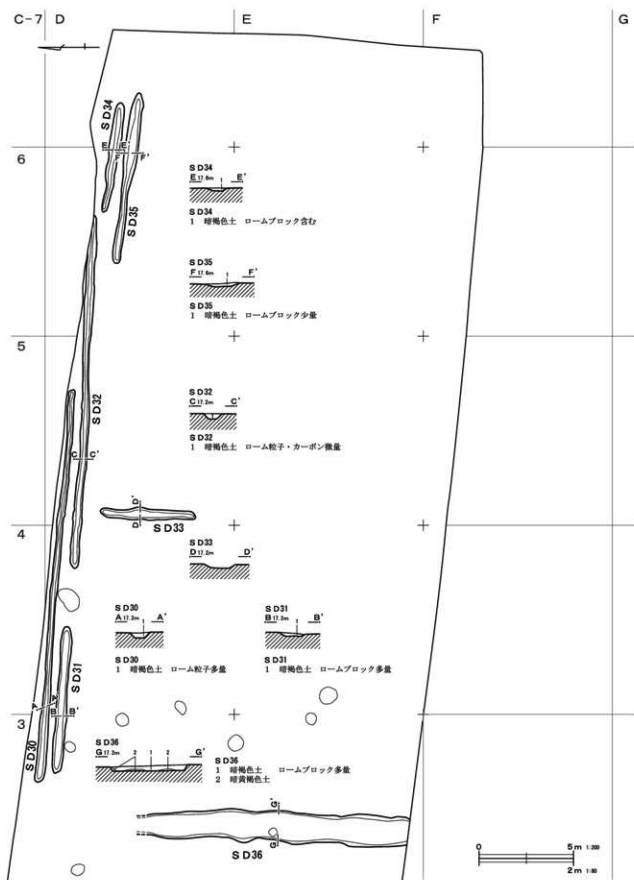 C-7 D E F G
SD34
E E'
F F'
6
SD35
SD34
E 17.6m 1 E'
SD34
1 暗褐色土 ロームブロック含む
SD35
F 17.6m 1 F'
SD35
1 暗褐色土 ロームブロック少量
5
SD32
SD32
C 17.2m 1 C'
SD32
1 暗褐色土 ローム粒子・カーボン微量
C C'
D' D
SD33
4
SD33
D 17.2m D'
SD30
A 17.2m 1 A'
SD30
1 暗褐色土 ローム粒子多量
SD31
B 17.2m 1 B'
SD31
1 暗褐色土 ロームブロック多量
SD31
A A'
B B'
3
SD30
SD36
G 17.2m 2 1 2 G'
SD36
1 暗褐色土 ロームブロック多量
2 暗黄褐色土
G' G
SD36
0 5m 1:200
2m 1:80